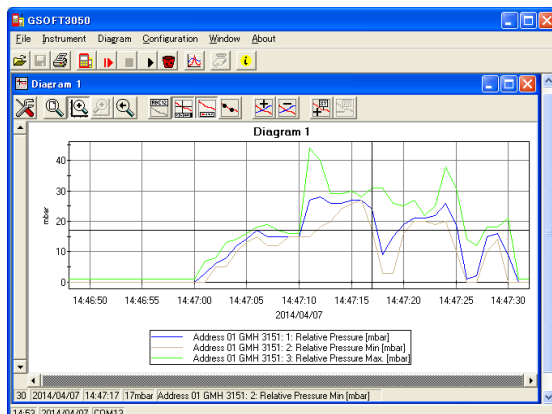 GSOFT3050
File Instrument Diagram Configuration Window About
Diagram 1
Diagram 1
40
30
20
10
0
mbar
14:46:50 14:46:55 14:47:00 14:47:05 14:47:10 14:47:15 14:47:20 14:47:25 14:47:30
2014/04/07
Address 01 GMH 3151: 1: Relative Pressure [mbar]
Address 01 GMH 3151: 2: Relative Pressure Min [mbar]
Address 01 GMH 3151: 3: Relative Pressure Max. [mbar]
30 2014/04/07 14:47:17 17mbar Address 01 GMH 3151: 2: Relative Pressure Min [mbar]
14:53 2014/04/07 COM13